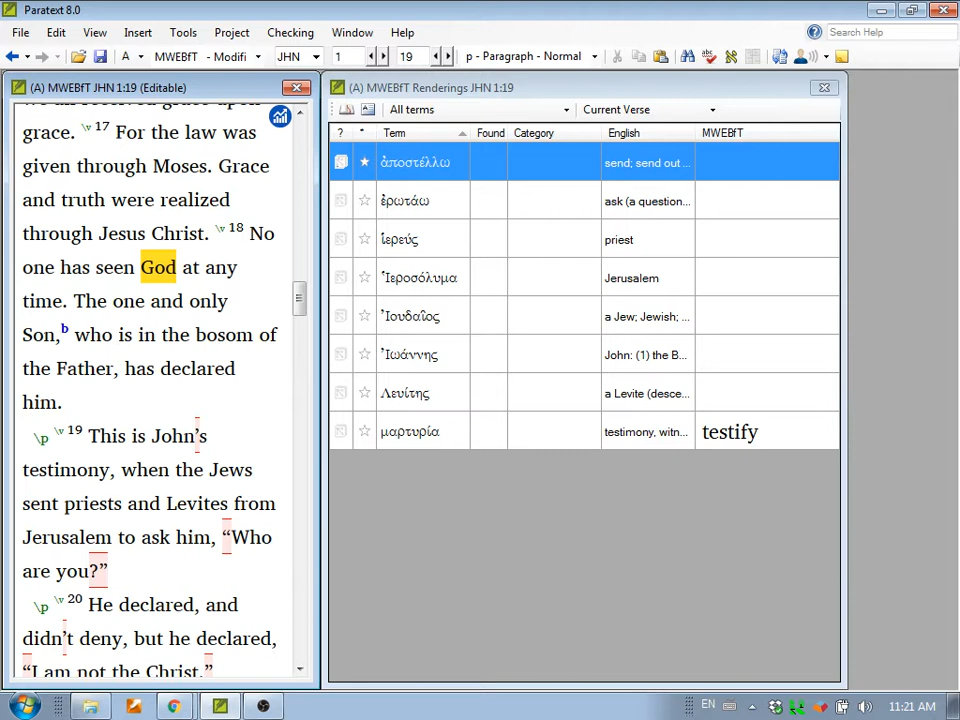 Paratext 8.0
File Edit View Insert Tools Project Checking Window Help
A MWEBfT - Modifi JHN 1 19 p - Paragraph - Normal Search Help
(A) MWEBfT JHN 1:19 (Editable)
grace. \v 17 For the law was
given through Moses. Grace
and truth were realized
through Jesus Christ. \v 18 No
one has seen God at any
time. The one and only
Son,b who is in the bosom of
the Father, has declared
him.
\p \v 19 This is John’s
testimony, when the Jews
sent priests and Levites from
Jerusalem to ask him, “Who
are you?”
\p \v 20 He declared, and
didn’t deny, but he declared,
“I am not the Christ.”
(A) MWEBfT Renderings JHN 1:19
All terms Current Verse
? * Term Found Category English MWEBfT
ἀποστέλλω send; send out ...
ἐρωτάω ask (a question...
ἱερεύς priest
Ἱεροσόλυμα Jerusalem
Ἰουδαῖος a Jew; Jewish; ...
Ἰωάννης John: (1) the B...
Λευίτης a Levite (desce...
μαρτυρία testimony, witn... testify
EN 11:21 AM